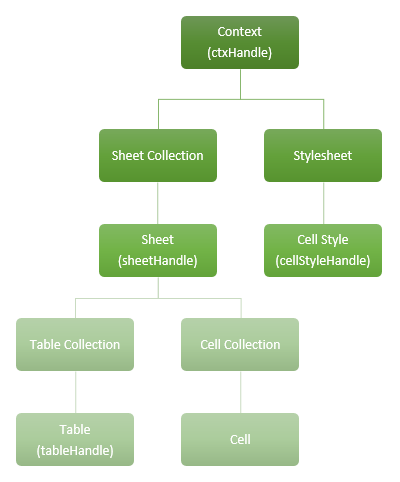 Context
(ctxHandle)
Sheet Collection
Stylesheet
Sheet
(sheetHandle)
Cell Style
(cellStyleHandle)
Table Collection
Cell Collection
Table
(tableHandle)
Cell